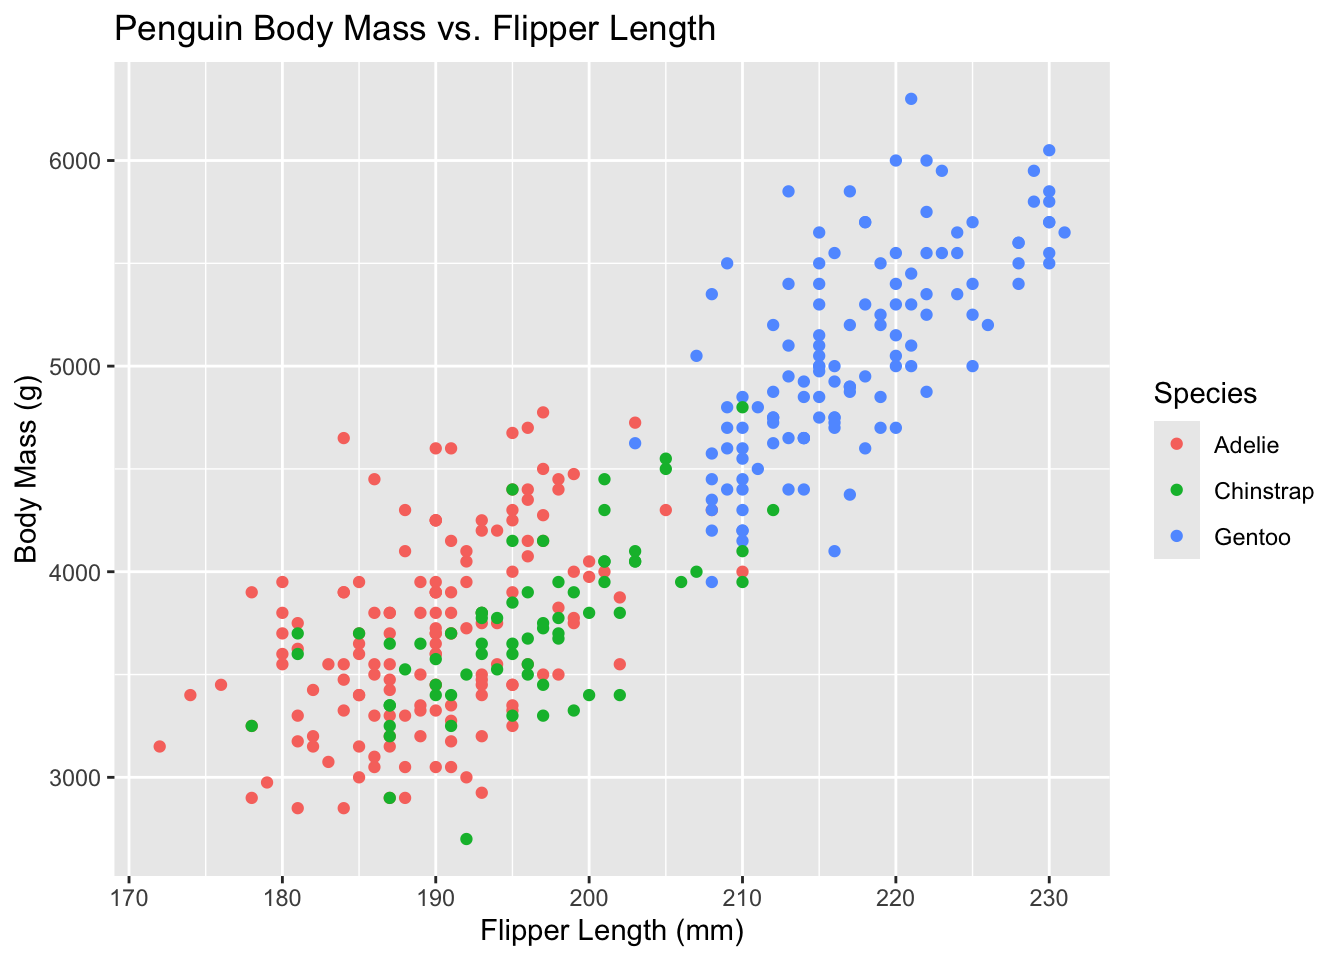 Penguin Body Mass vs. Flipper Length
6000
5000
4000
3000
Body Mass (g)
170 180 190 200 210 220 230
Flipper Length (mm)
Species
Adelie
Chinstrap
Gentoo